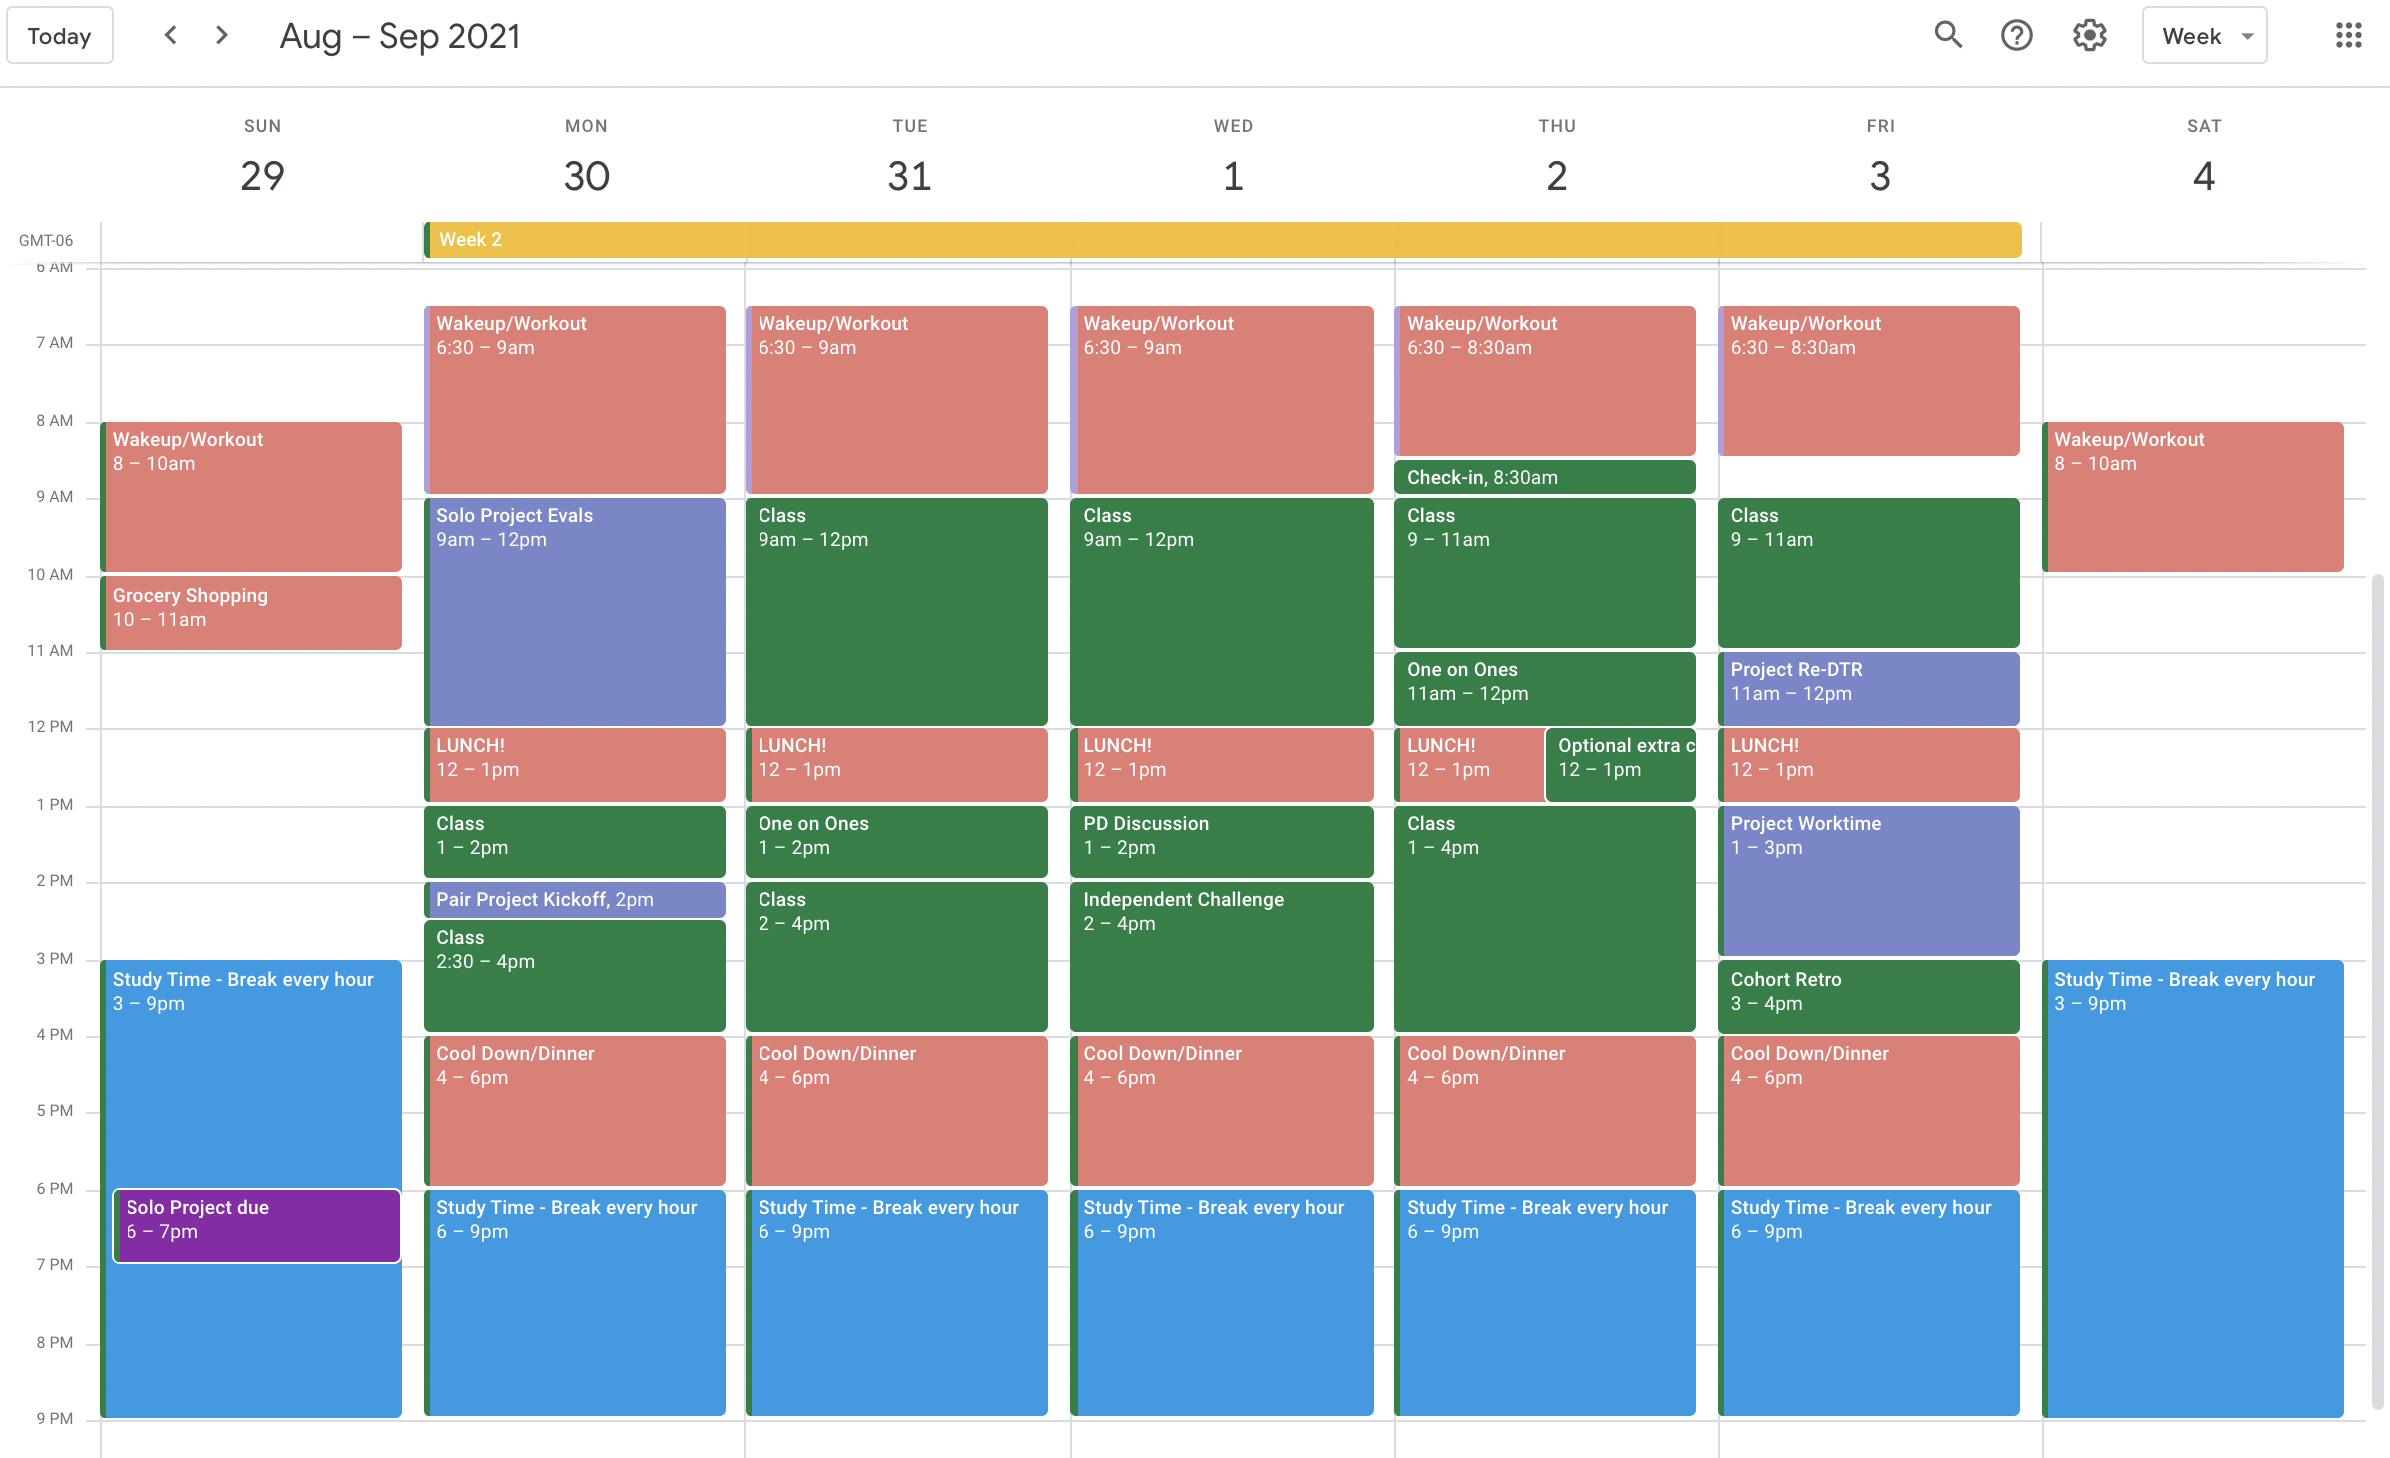 Today
Aug – Sep 2021
Week
SUN
MON
TUE
WED
THU
FRI
SAT
29
30
31
1
2
3
4
GMT-06
Week 2
6 AM
7 AM
8 AM
9 AM
10 AM
11 AM
12 PM
1 PM
2 PM
3 PM
4 PM
5 PM
6 PM
7 PM
8 PM
9 PM
Wakeup/Workout
8 – 10am
Grocery Shopping
10 – 11am
Study Time - Break every hour
3 – 9pm
Solo Project due
6 – 7pm
Wakeup/Workout
6:30 – 9am
Solo Project Evals
9am – 12pm
LUNCH!
12 – 1pm
Class
1 – 2pm
Pair Project Kickoff, 2pm
Class
2:30 – 4pm
Cool Down/Dinner
4 – 6pm
Study Time - Break every hour
6 – 9pm
Wakeup/Workout
6:30 – 9am
Class
9am – 12pm
LUNCH!
12 – 1pm
One on Ones
1 – 2pm
Class
2 – 4pm
Cool Down/Dinner
4 – 6pm
Study Time - Break every hour
6 – 9pm
Wakeup/Workout
6:30 – 9am
Class
9am – 12pm
LUNCH!
12 – 1pm
PD Discussion
1 – 2pm
Independent Challenge
2 – 4pm
Cool Down/Dinner
4 – 6pm
Study Time - Break every hour
6 – 9pm
Wakeup/Workout
6:30 – 8:30am
Check-in, 8:30am
Class
9 – 11am
One on Ones
11am – 12pm
LUNCH!
12 – 1pm
Optional extra c
12 – 1pm
Class
1 – 4pm
Cool Down/Dinner
4 – 6pm
Study Time - Break every hour
6 – 9pm
Wakeup/Workout
6:30 – 8:30am
Class
9 – 11am
Project Re-DTR
11am – 12pm
LUNCH!
12 – 1pm
Project Worktime
1 – 3pm
Cohort Retro
3 – 4pm
Cool Down/Dinner
4 – 6pm
Study Time - Break every hour
6 – 9pm
Wakeup/Workout
8 – 10am
Study Time - Break every hour
3 – 9pm